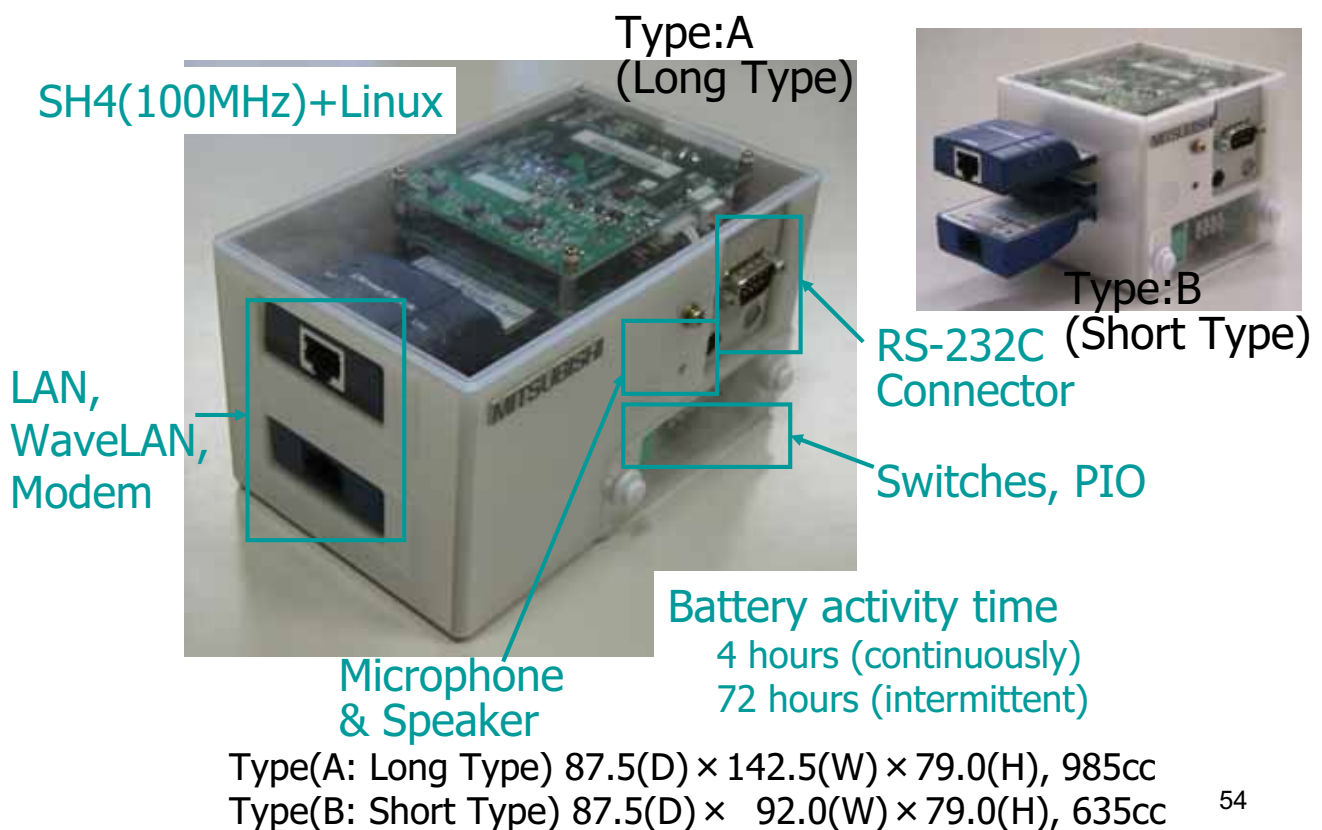 Type:A
(Long Type)
SH4(100MHz)+Linux
MITSUBISHI
Type:B
(Short Type)
RS-232C
Connector
LAN,
WaveLAN,
Modem
MITSUBISHI
Switches, PIO
Battery activity time
4 hours (continuously)
72 hours (intermittent)
Microphone
& Speaker
Type(A: Long Type) 87.5(D)×142.5(W)×79.0(H), 985cc
Type(B: Short Type) 87.5(D)× 92.0(W)×79.0(H), 635cc
54